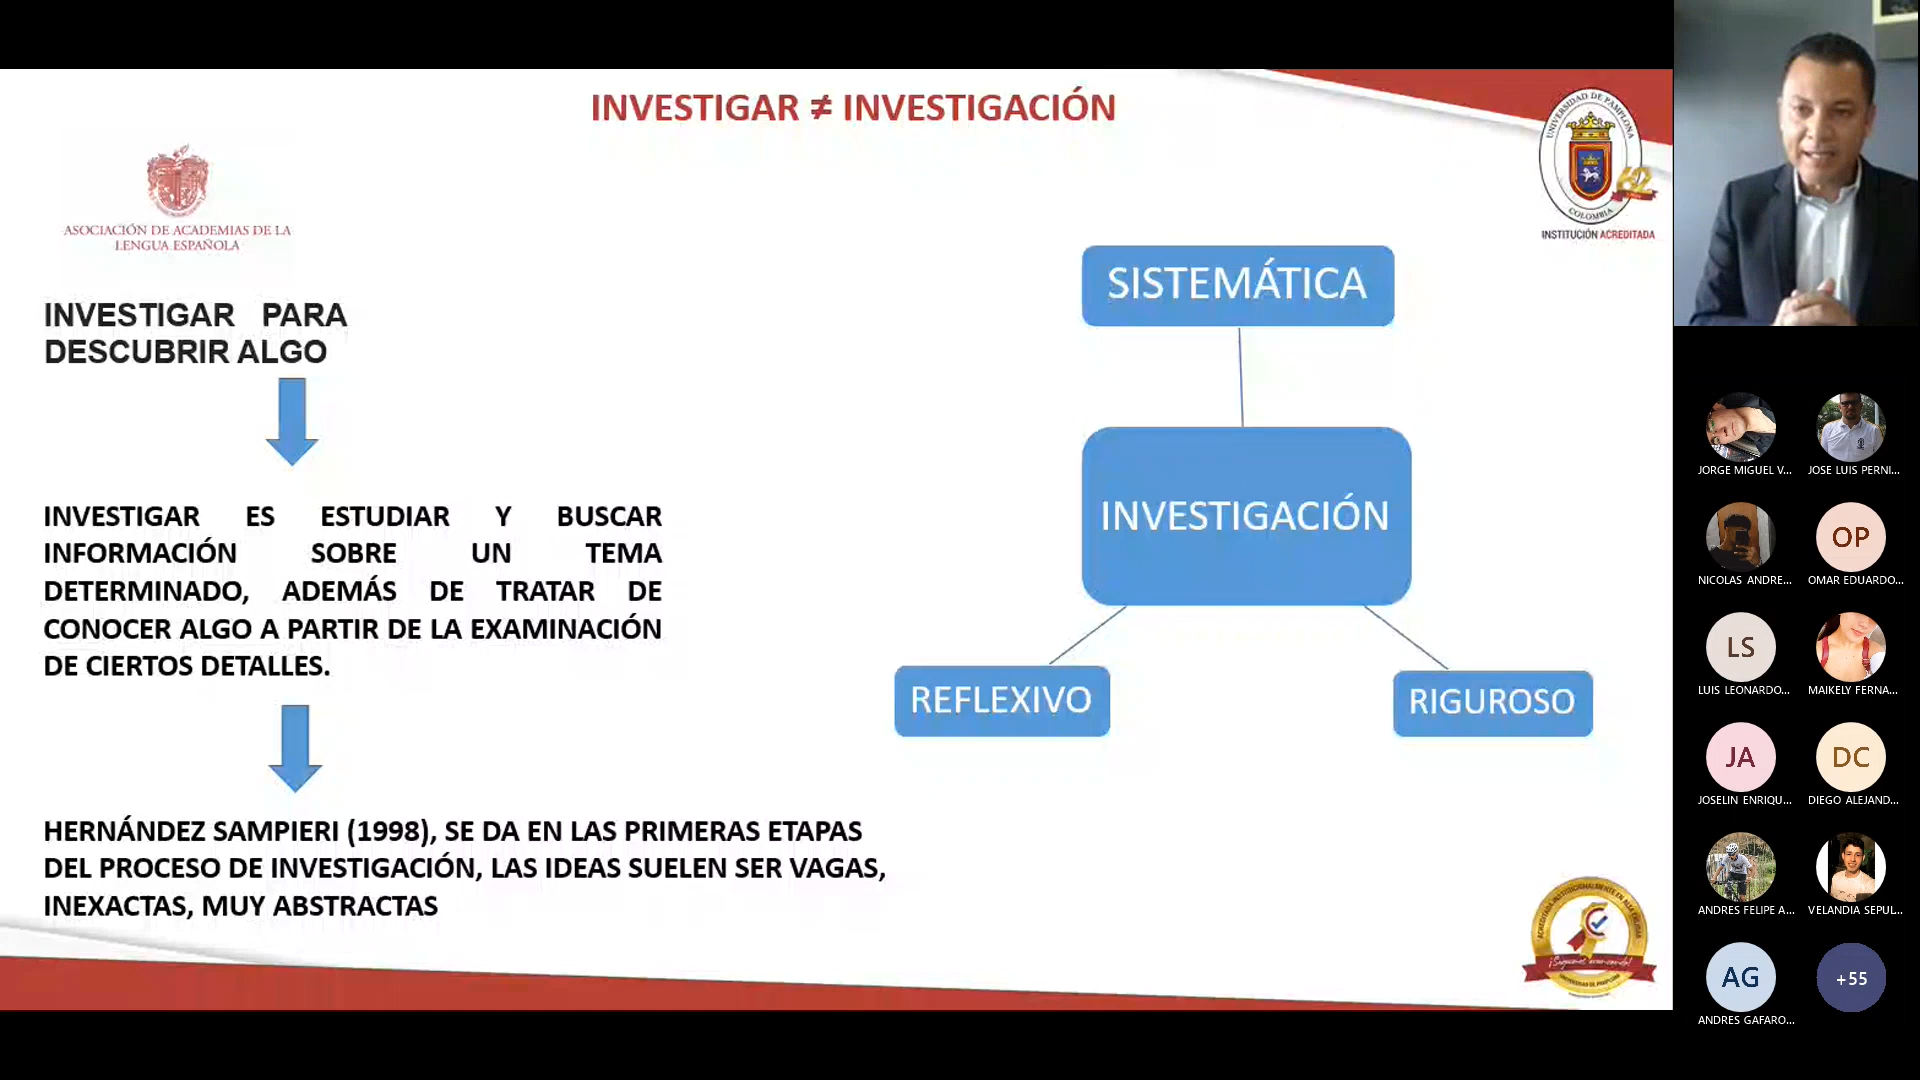 INVESTIGAR ≠ INVESTIGACIÓN
ASOCIACIÓN DE ACADEMIAS DE LA
LENGUA ESPAÑOLA
UNIVERSIDAD DE PAMPLONA
COLOMBIA
INSTITUCIÓN ACREDITADA
INVESTIGAR PARA
DESCUBRIR ALGO
INVESTIGAR ES ESTUDIAR Y BUSCAR
INFORMACIÓN SOBRE UN TEMA
DETERMINADO, ADEMÁS DE TRATAR DE
CONOCER ALGO A PARTIR DE LA EXAMINACIÓN
DE CIERTOS DETALLES.
HERNÁNDEZ SAMPIERI (1998), SE DA EN LAS PRIMERAS ETAPAS
DEL PROCESO DE INVESTIGACIÓN, LAS IDEAS SUELEN SER VAGAS,
INEXACTAS, MUY ABSTRACTAS
SISTEMÁTICA
INVESTIGACIÓN
REFLEXIVO
RIGUROSO
JORGE MIGUEL V...
JOSE LUIS PERNI...
NICOLAS ANDRE...
OP
OMAR EDUARDO...
LS
LUIS LEONARDO...
MAIKELY FERNA...
JA
JOSELIN ENRIQU...
DC
DIEGO ALEJAND...
ANDRES FELIPE A...
VELANDIA SEPUL...
AG
ANDRES GAFARO...
+55